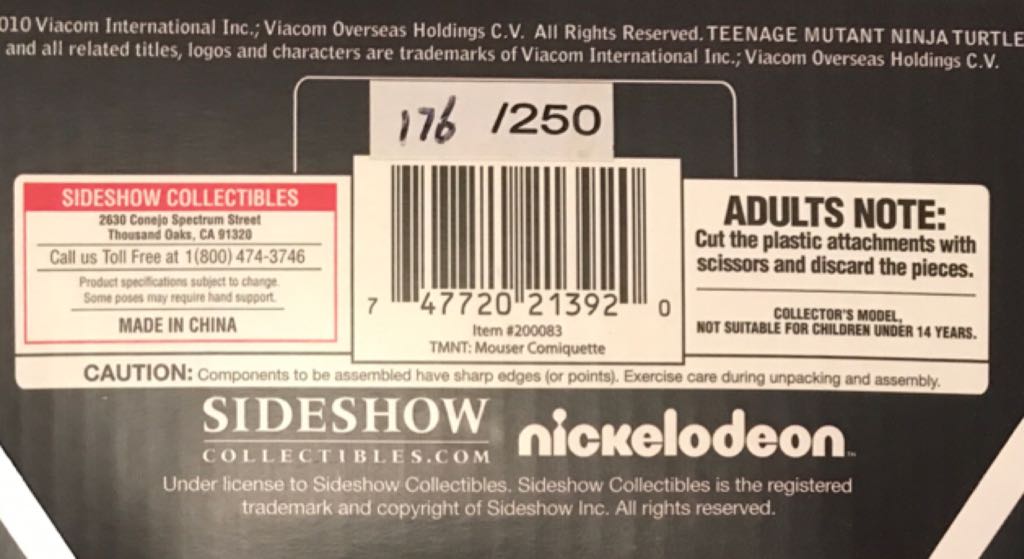 010 Viacom International Inc.; Viacom Overseas Holdings C.V. All Rights Reserved. TEENAGE MUTANT NINJA TURTLE
and all related titles, logos and characters are trademarks of Viacom International Inc.; Viacom Overseas Holdings C.V.
176 /250
SIDESHOW COLLECTIBLES
2630 Conejo Spectrum Street
Thousand Oaks, CA 91320
Call us Toll Free at 1(800) 474-3746
Product specifications subject to change.
Some poses may require hand support.
MADE IN CHINA
7 47720 21392 0
Item #200083
TMNT: Mouser Comiquette
ADULTS NOTE:
Cut the plastic attachments with
scissors and discard the pieces.
COLLECTOR'S MODEL,
NOT SUITABLE FOR CHILDREN UNDER 14 YEARS.
CAUTION: Components to be assembled have sharp edges (or points). Exercise care during unpacking and assembly.
SIDESHOW
COLLECTIBLES.COM
nickelodeon™
Under license to Sideshow Collectibles. Sideshow Collectibles is the registered
trademark and copyright of Sideshow Inc. All rights reserved.